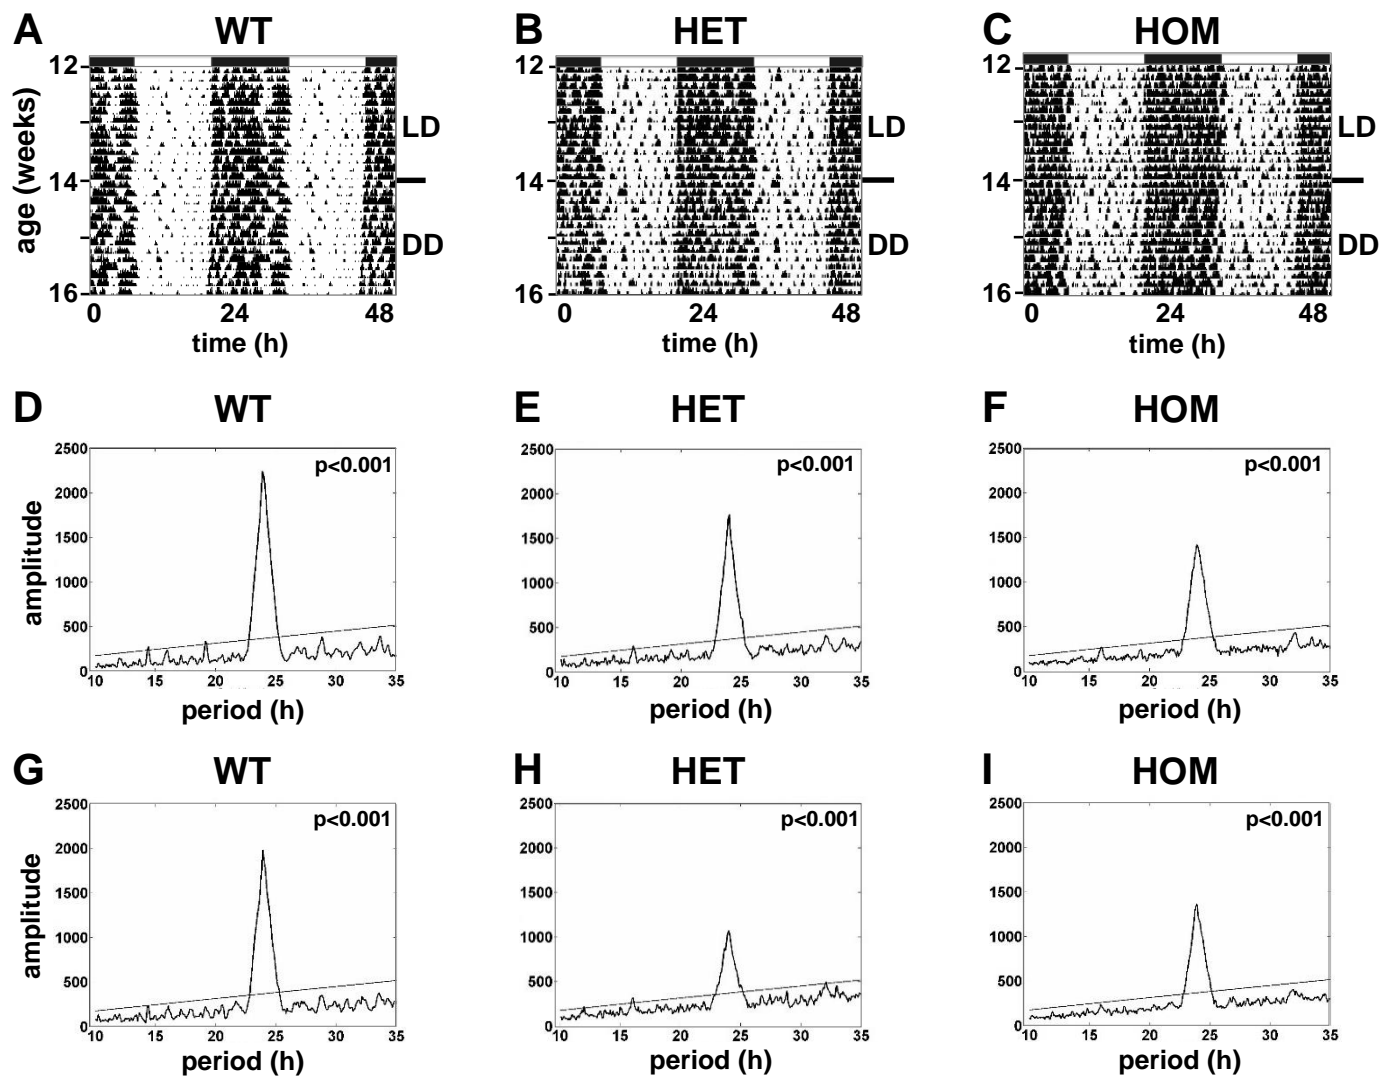 A WT B HET C HOM
12 12 12
LD LD LD
age (weeks)
14 14 14
DD DD DD
16 16 16
0 24 48 0 24 48 0 24 48
time (h) time (h) time (h)
D WT E HET F HOM
2500 2500 2500
p<0.001 p<0.001 p<0.001
2000 2000 2000
amplitude
1500 1500 1500
1000 1000 1000
500 500 500
0 0 0
10 15 20 25 30 35 10 15 20 25 30 35 10 15 20 25 30 35
period (h) period (h) period (h)
G WT H HET I HOM
2500 2500 2500
p<0.001 p<0.001 p<0.001
2000 2000 2000
amplitude
1500 1500 1500
1000 1000 1000
500 500 500
0 0 0
10 15 20 25 30 35 10 15 20 25 30 35 10 15 20 25 30 35
period (h) period (h) period (h)